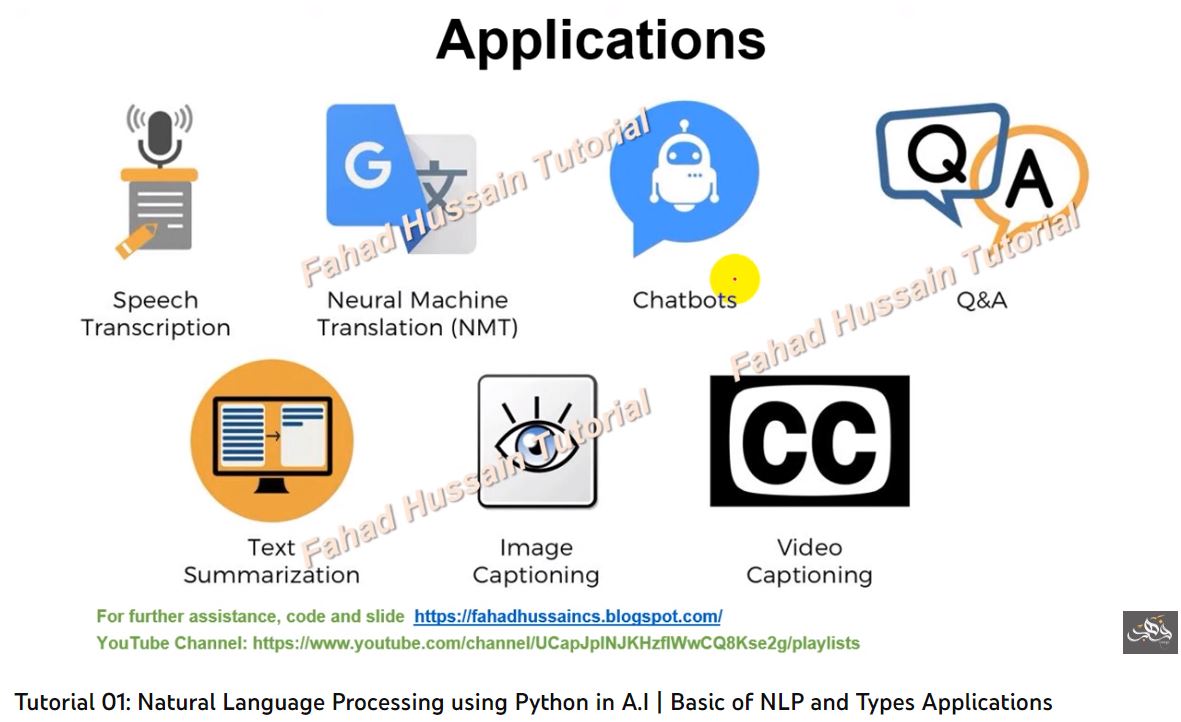 Applications
G 文
Q A
Speech
Transcription
Neural Machine
Translation (NMT)
Chatbots
Q&A
Fahad Hussain Tutorial
Fahad Hussain Tutorial
Fahad Hussain Tutorial
CC
Text
Summarization
Image
Captioning
Video
Captioning
For further assistance, code and slide https://fahadhussaincs.blogspot.com/
YouTube Channel: https://www.youtube.com/channel/UCapJpINJKHzflWwCQ8Kse2g/playlists
Tutorial 01: Natural Language Processing using Python in A.I | Basic of NLP and Types Applications